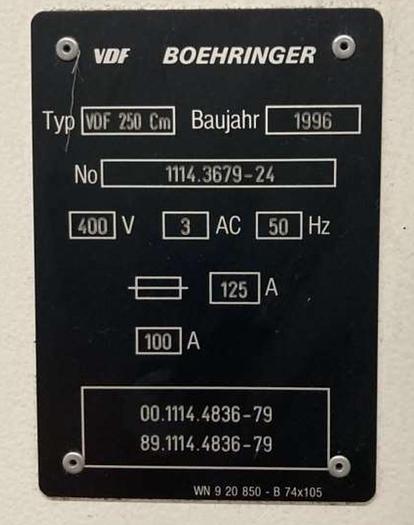 VDF BOEHRINGER
Typ VDF 250 Cm Baujahr 1996
No 1114.3679-24
400 V 3 AC 50 Hz
125 A
100 A
00.1114.4836-79
89.1114.4836-79
WN 9 20 850 - B 74x105